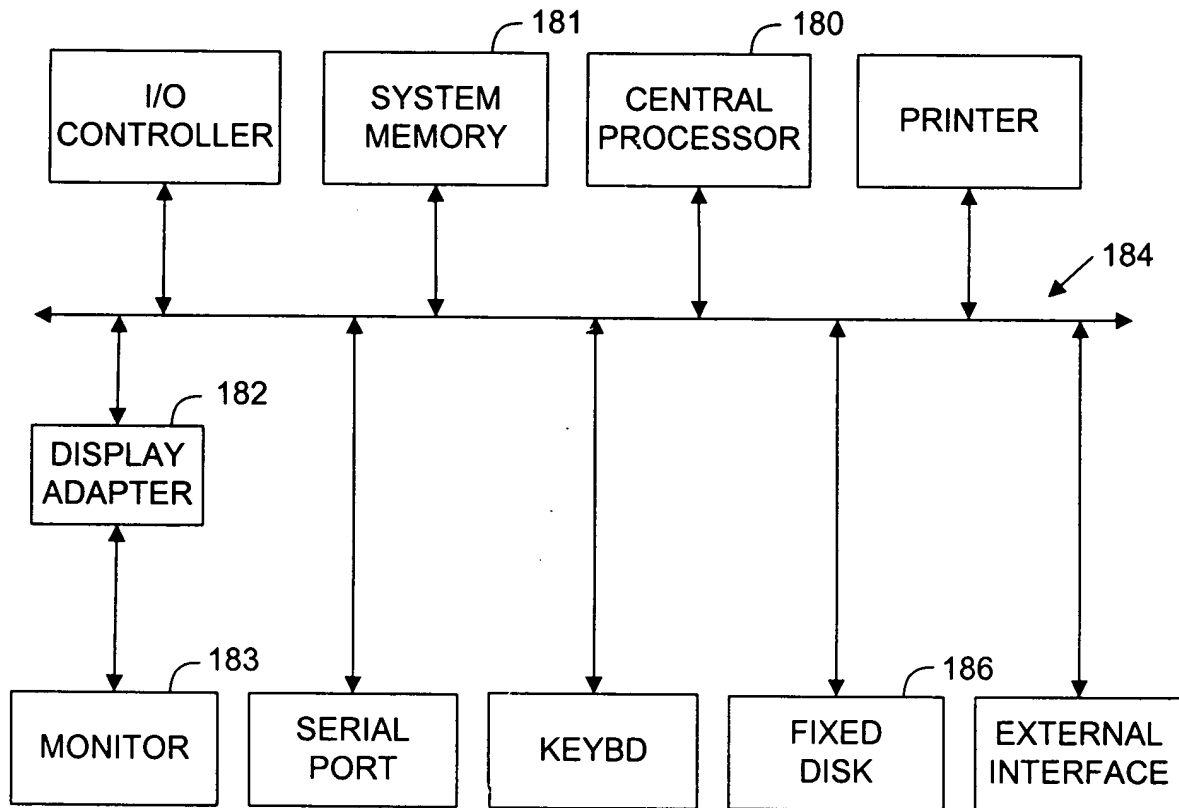 181
180
I/O
CONTROLLER
SYSTEM
MEMORY
CENTRAL
PROCESSOR
PRINTER
184
182
DISPLAY
ADAPTER
183
186
MONITOR
SERIAL
PORT
KEYBD
FIXED
DISK
EXTERNAL
INTERFACE